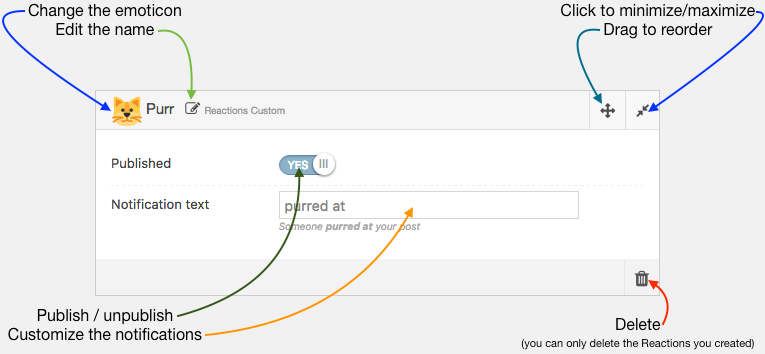 Change the emoticon
Edit the name
Click to minimize/maximize
Drag to reorder
Purr
Reactions Custom
Published
YES
Notification text
purred at
Someone purred at your post
Publish / unpublish
Customize the notifications
Delete
(you can only delete the Reactions you created)